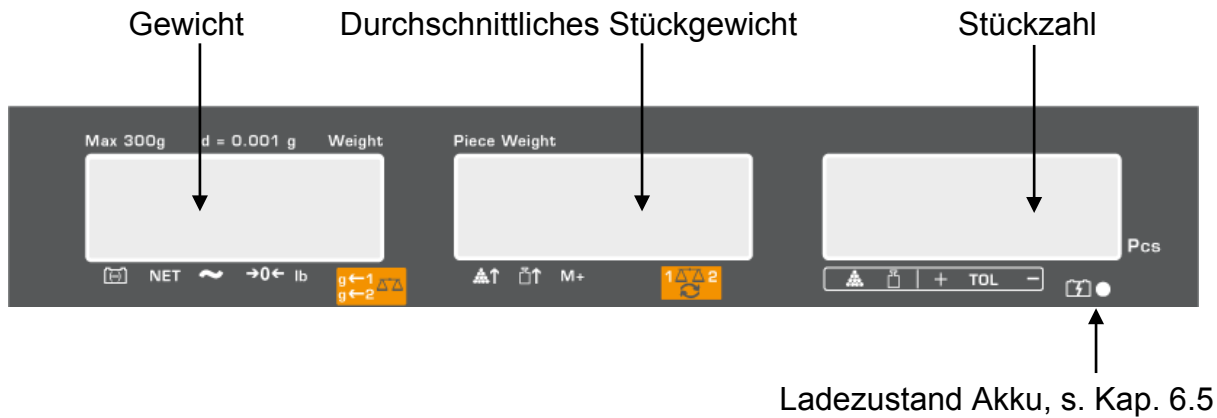 Gewicht Durchschnittliches Stückgewicht Stückzahl
Max 300g d = 0.001 g Weight Piece Weight
Pcs
NET ~ →0← lb g←1 M+ 1 2 + TOL −
g←2
Ladezustand Akku, s. Kap. 6.5